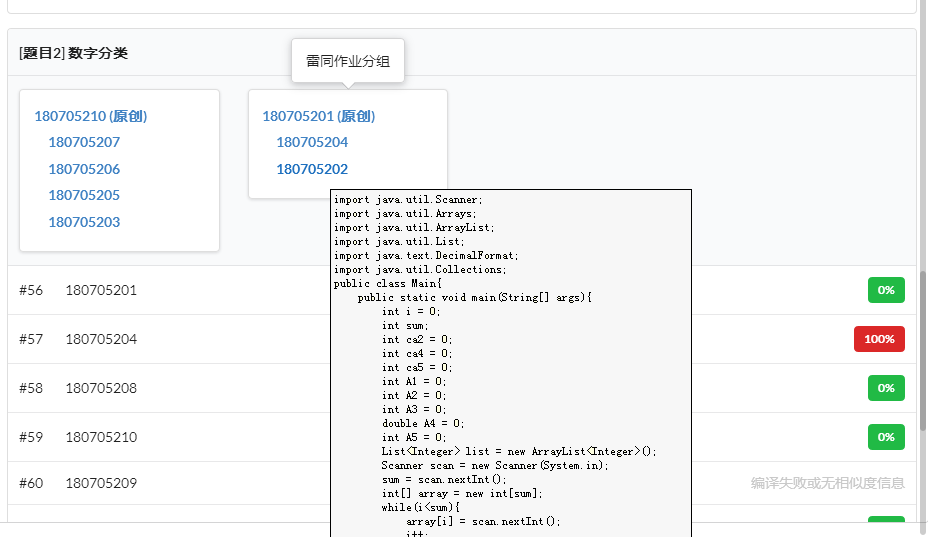 [题目2] 数字分类
雷同作业分组
180705210 (原创)
180705207
180705206
180705205
180705203
180705201 (原创)
180705204
180705202
import java.util.Scanner;
import java.util.Arrays;
import java.util.ArrayList;
import java.util.List;
import java.text.DecimalFormat;
import java.util.Collections;
public class Main{
    public static void main(String[] args){
        int i = 0;
        int sum;
        int ca2 = 0;
        int ca4 = 0;
        int ca5 = 0;
        int A1 = 0;
        int A2 = 0;
        int A3 = 0;
        double A4 = 0;
        int A5 = 0;
        List<Integer> list = new ArrayList<Integer>();
        Scanner scan = new Scanner(System.in);
        sum = scan.nextInt();
        int[] array = new int[sum];
        while(i<sum){
            array[i] = scan.nextInt();
            i++;
#56 180705201 0%
#57 180705204 100%
#58 180705208 0%
#59 180705210 0%
#60 180705209 编译失败或无相似度信息